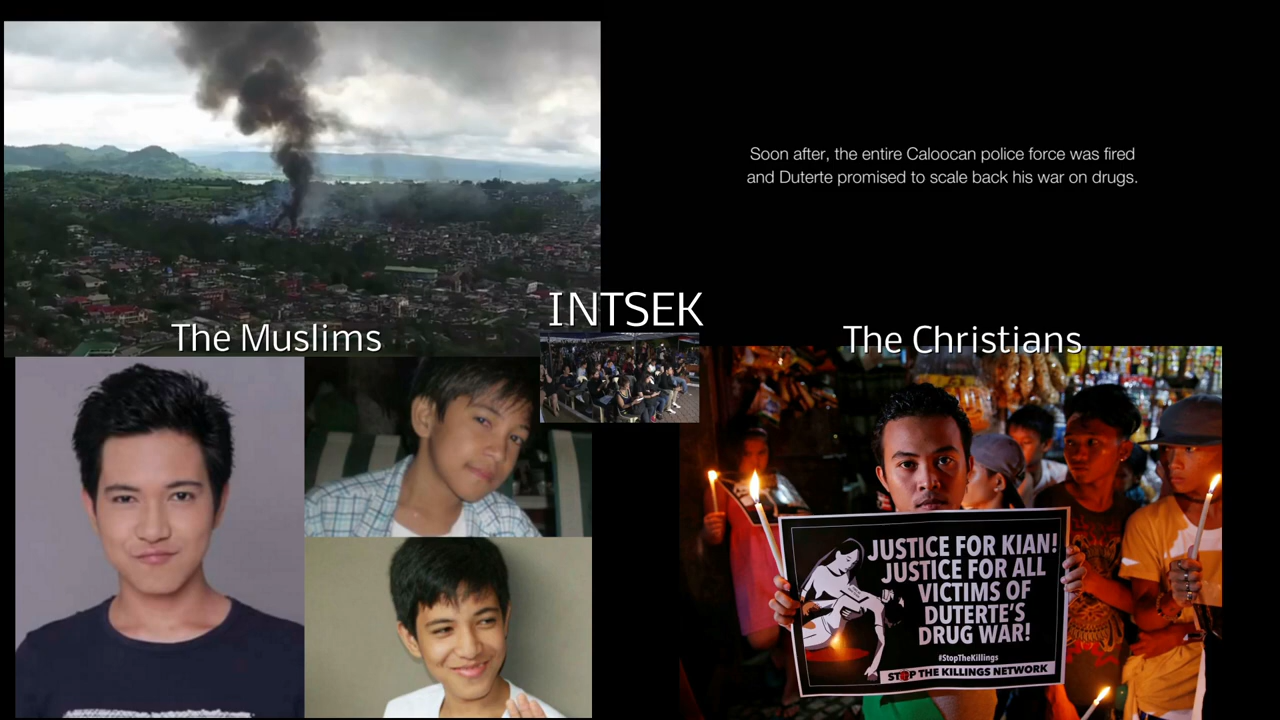 Soon after, the entire Caloocan police force was fired
and Duterte promised to scale back his war on drugs.
INTSEK
The Muslims
The Christians
JUSTICE FOR KIAN!
JUSTICE FOR ALL
VICTIMS OF
DUTERTE'S
DRUG WAR!
#StopTheKillings
STOP THE KILLINGS NETWORK